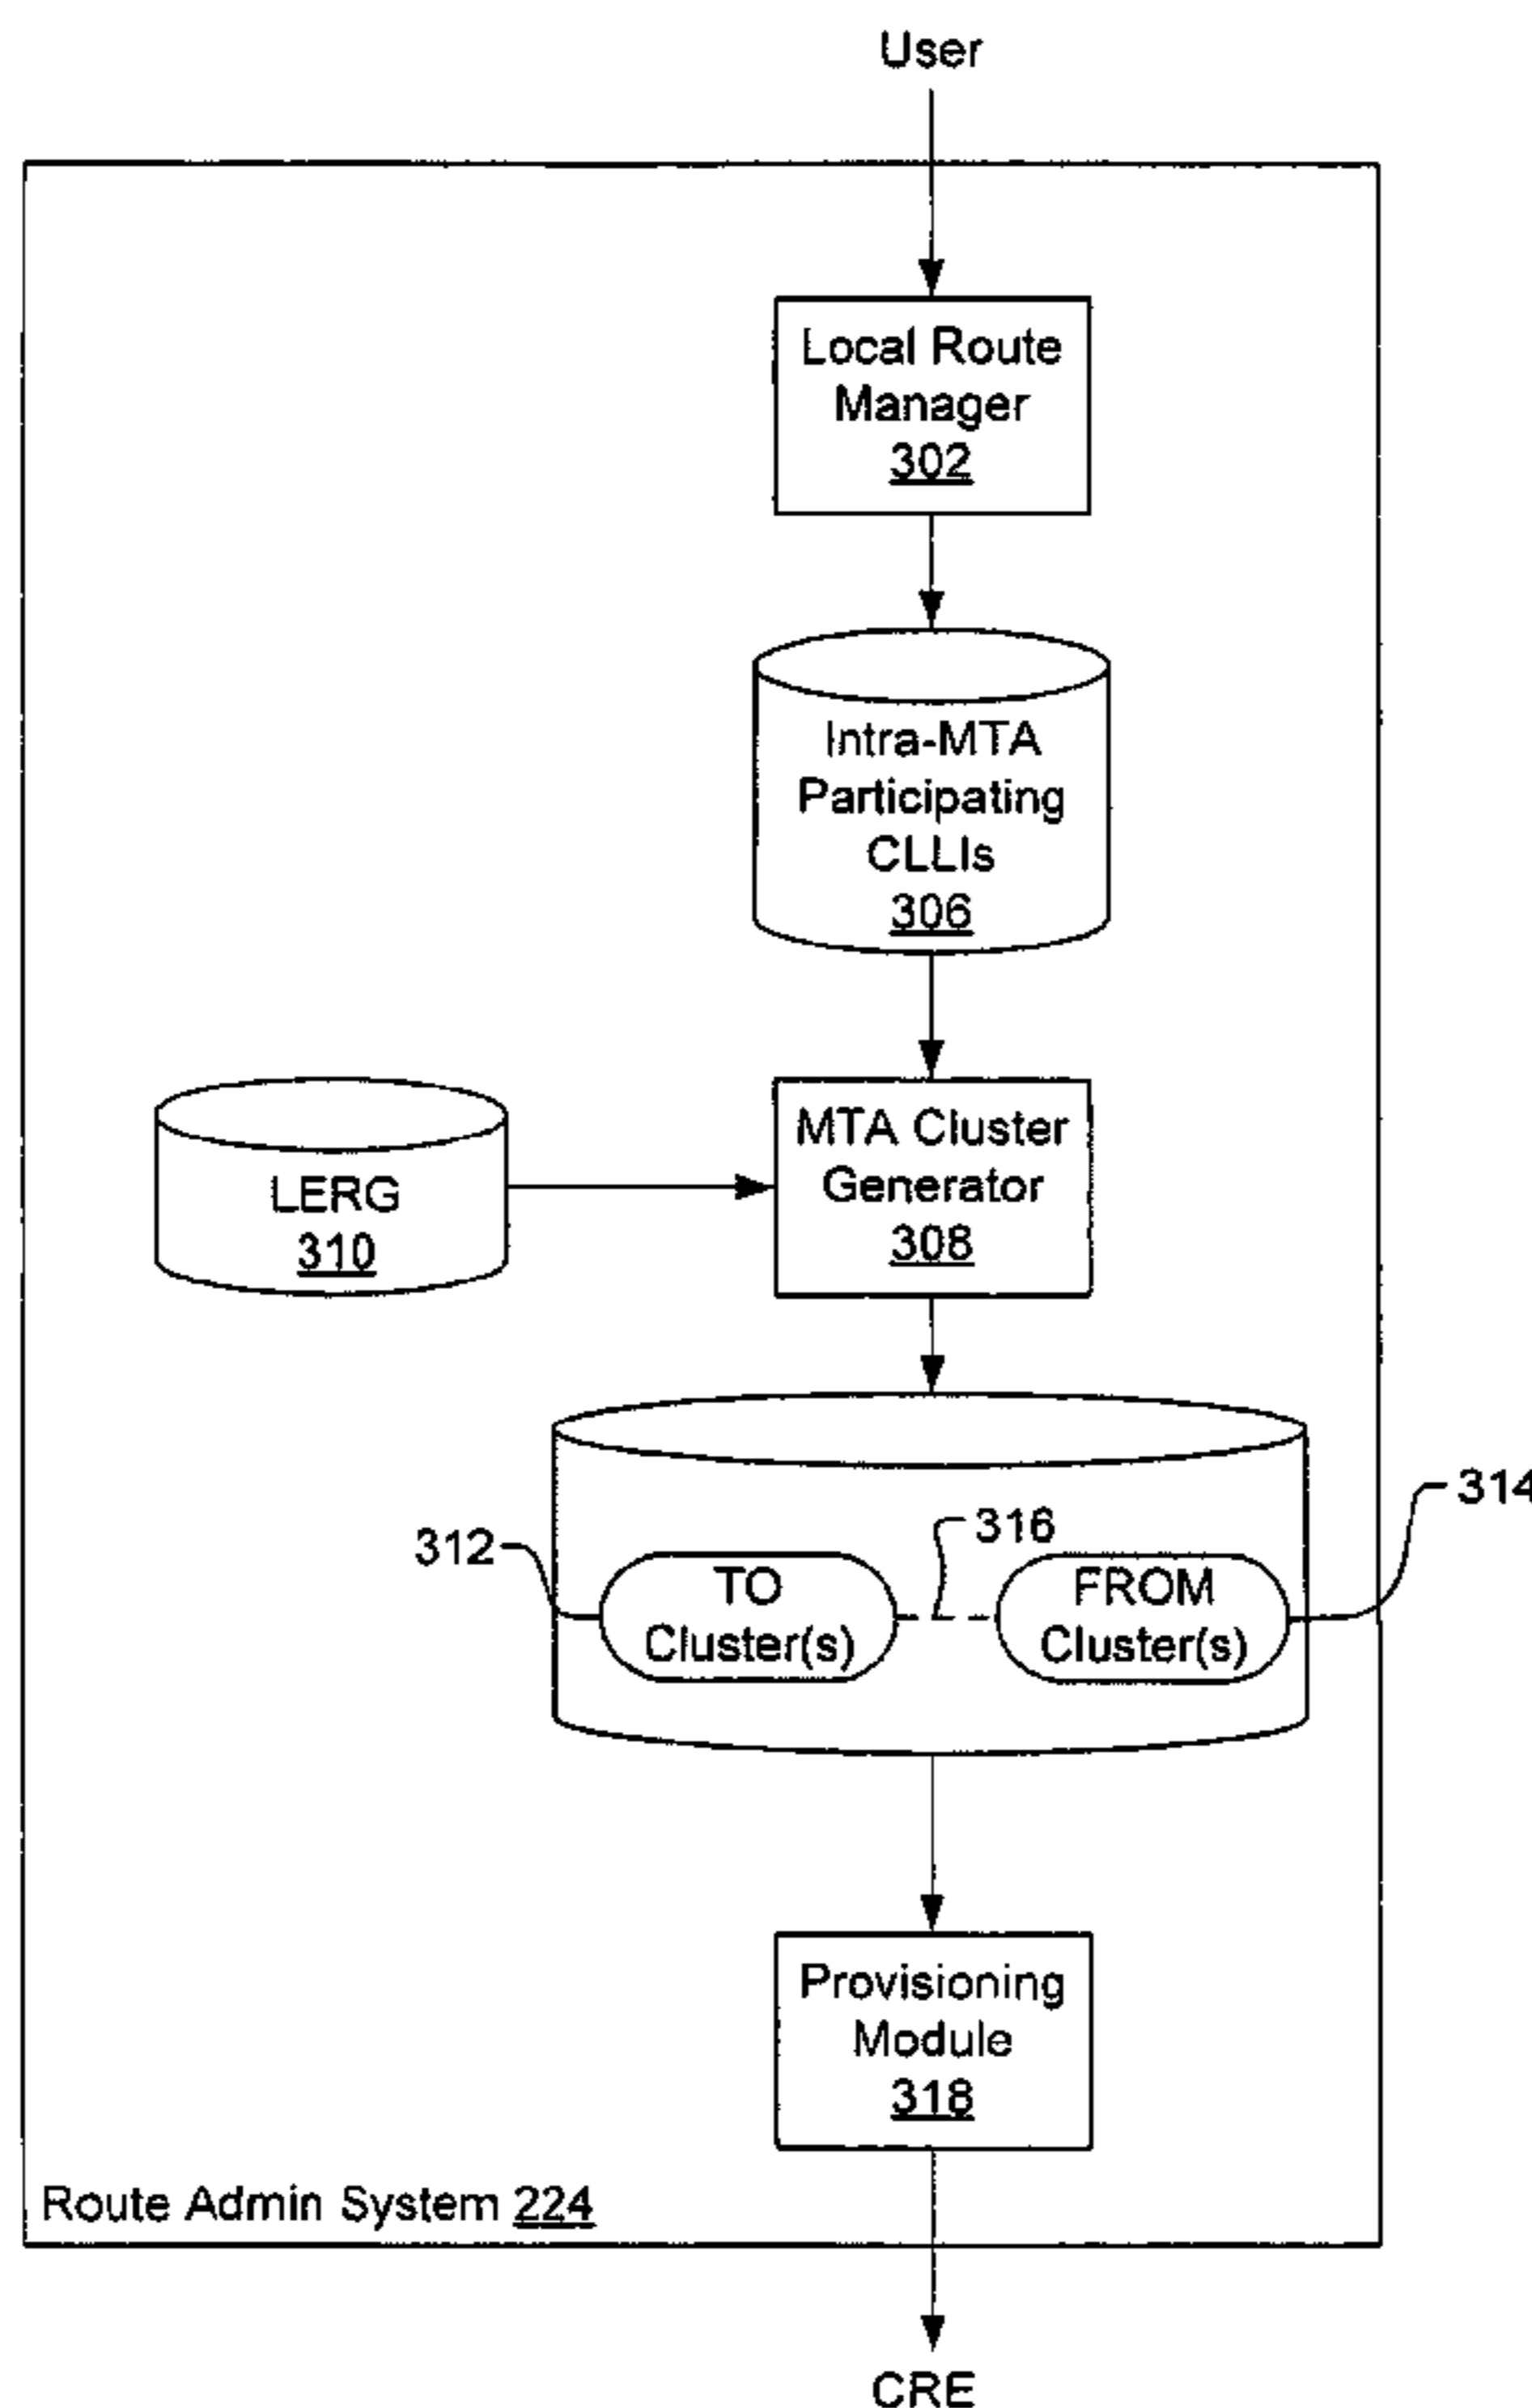 User
Local Route
Manager
302
Intra-MTA
Participating
CLLIs
306
MTA Cluster
Generator
308
LERG
310
314
316
312
TO
Cluster(s)
FROM
Cluster(s)
Provisioning
Module
318
Route Admin System 224
CRE